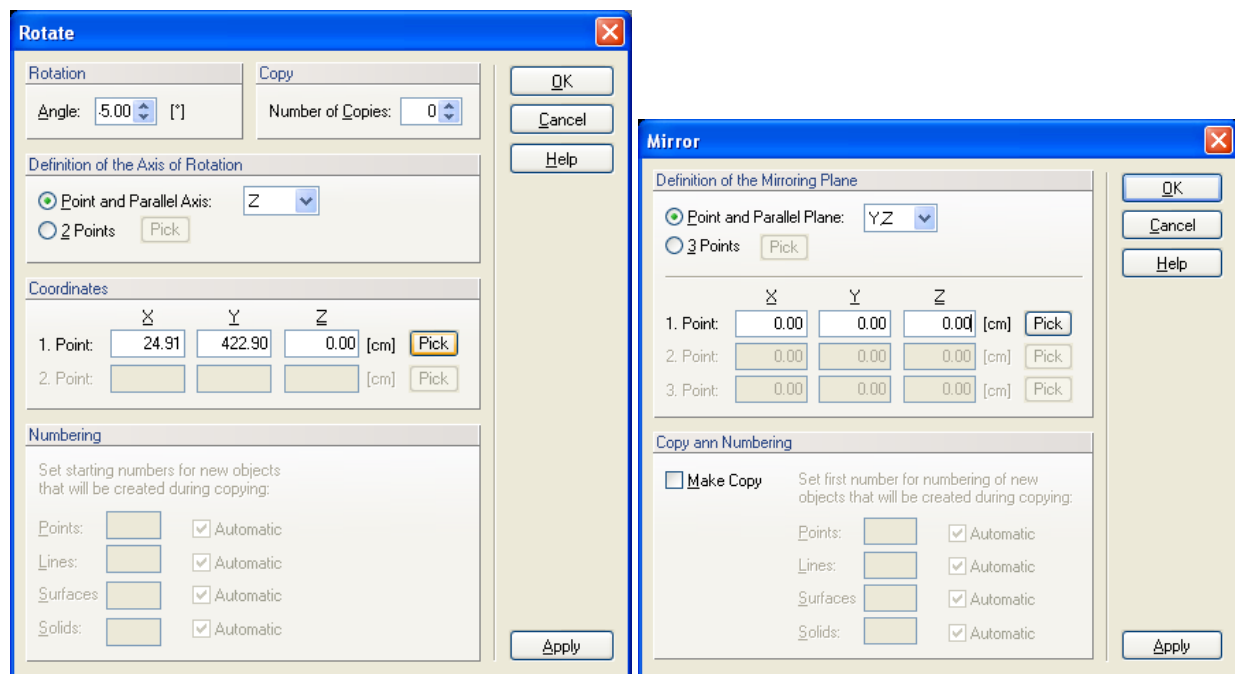 Rotate
Rotation
Angle: -5.00 [°]
Copy
Number of Copies: 0
OK
Cancel
Help
Definition of the Axis of Rotation
Point and Parallel Axis: Z
2 Points Pick
Coordinates
X Y Z
1. Point: 24.91 422.90 0.00 [cm] Pick
2. Point: [cm] Pick
Numbering
Set starting numbers for new objects
that will be created during copying:
Points: Automatic
Lines: Automatic
Surfaces Automatic
Solids: Automatic
Apply
Mirror
Definition of the Mirroring Plane
Point and Parallel Plane: Y,Z
3 Points Pick
X Y Z
1. Point: 0.00 0.00 0.00 [cm] Pick
2. Point: 0.00 0.00 0.00 [cm] Pick
3. Point: 0.00 0.00 0.00 [cm] Pick
OK
Cancel
Help
Copy ann Numbering
Make Copy
Set first number for numbering of new
objects that will be created during copying:
Points: Automatic
Lines: Automatic
Surfaces Automatic
Solids: Automatic
Apply